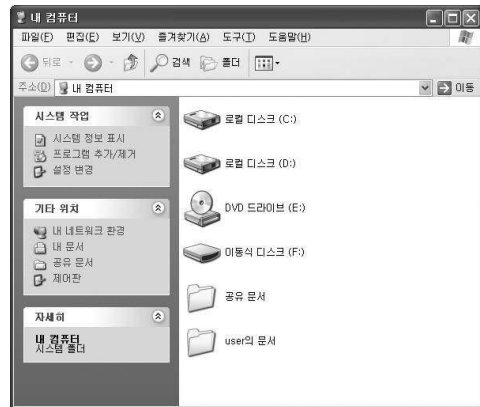 내 컴퓨터
파일(F) 편집(E) 보기(V) 즐겨찾기(A) 도구(T) 도움말(H)
뒤로 검색 폴더
주소(D) 내 컴퓨터 이동
시스템 작업
시스템 정보 표시
프로그램 추가/제거
설정 변경
기타 위치
내 네트워크 환경
내 문서
공유 문서
제어판
자세히
내 컴퓨터
시스템 폴더
로컬 디스크 (C:)
로컬 디스크 (D:)
DVD 드라이브 (E:)
이동식 디스크 (F:)
공유 문서
user의 문서